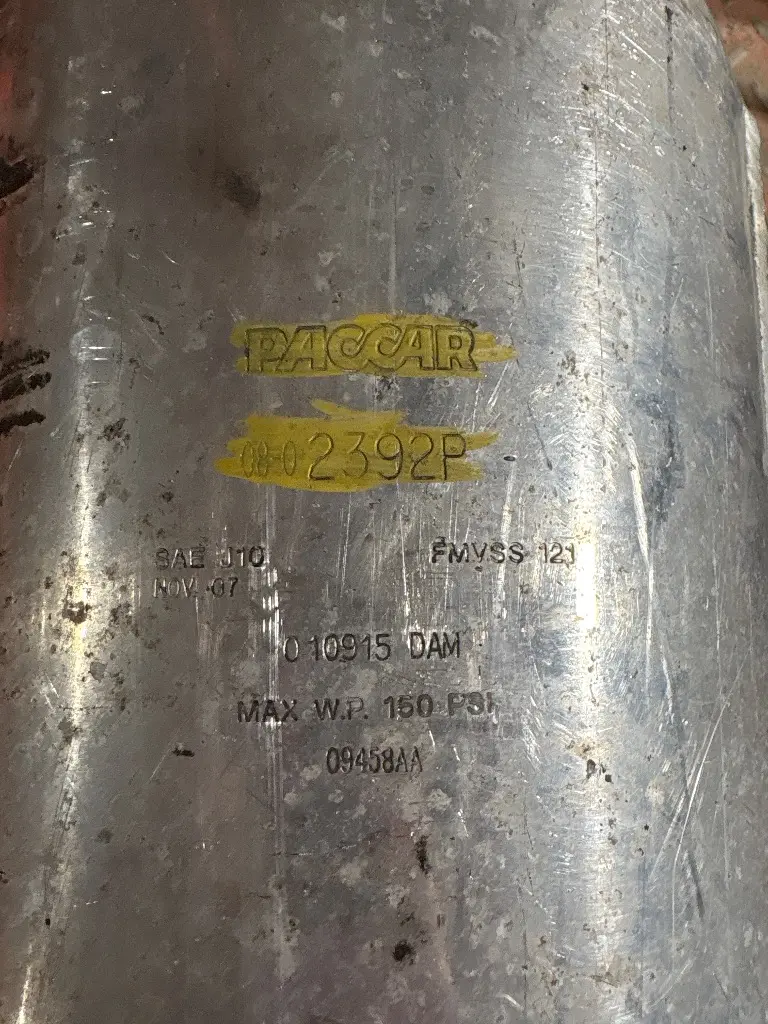 PACCAR
08-02392P
SAE J10 FMVSS 121
NOV. 07
010915 DAM
MAX W.P. 150 PSI
09458AA